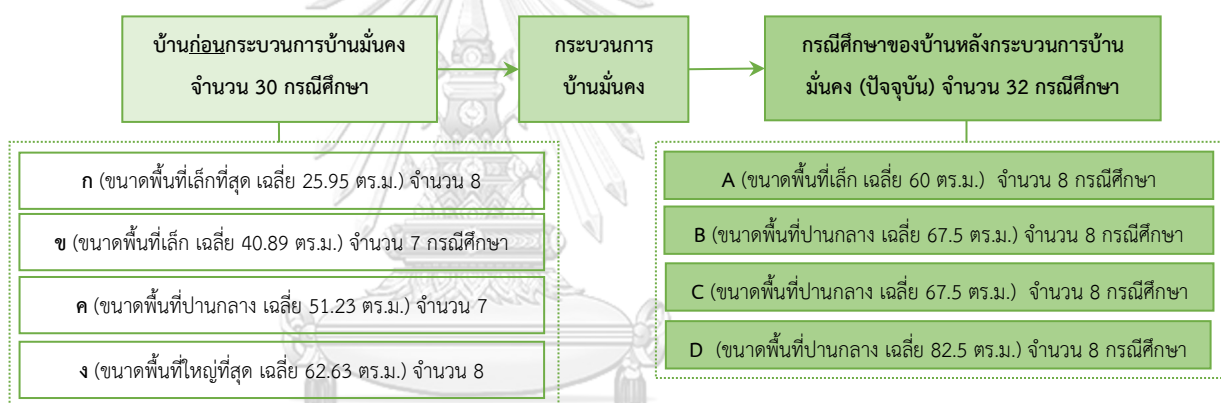 บ้านก่อนกระบวนการบ้านมั่นคง
จำนวน 30 กรณีศึกษา
กระบวนการ
บ้านมั่นคง
กรณีศึกษาของบ้านหลังกระบวนการบ้าน
มั่นคง (ปัจจุบัน) จำนวน 32 กรณีศึกษา
ก (ขนาดพื้นที่เล็กที่สุด เฉลี่ย 25.95 ตร.ม.) จำนวน 8
ข (ขนาดพื้นที่เล็ก เฉลี่ย 40.89 ตร.ม.) จำนวน 7 กรณีศึกษา
ค (ขนาดพื้นที่ปานกลาง เฉลี่ย 51.23 ตร.ม.) จำนวน 7
ง (ขนาดพื้นที่ใหญ่ที่สุด เฉลี่ย 62.63 ตร.ม.) จำนวน 8
A (ขนาดพื้นที่เล็ก เฉลี่ย 60 ตร.ม.) จำนวน 8 กรณีศึกษา
B (ขนาดพื้นที่ปานกลาง เฉลี่ย 67.5 ตร.ม.) จำนวน 8 กรณีศึกษา
C (ขนาดพื้นที่ปานกลาง เฉลี่ย 67.5 ตร.ม.) จำนวน 8 กรณีศึกษา
D (ขนาดพื้นที่ปานกลาง เฉลี่ย 82.5 ตร.ม.) จำนวน 8 กรณีศึกษา